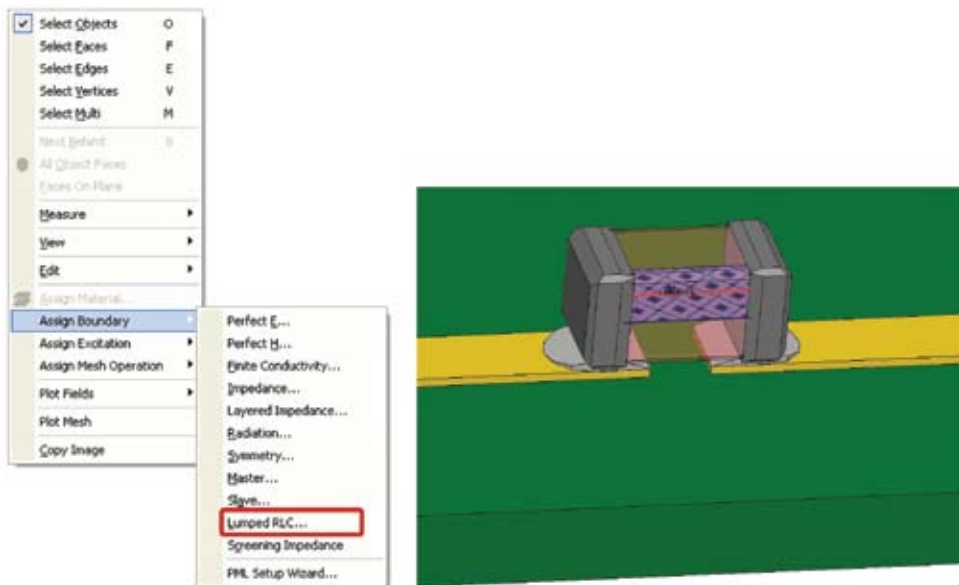 Select Objects O
Select Faces F
Select Edges E
Select Vertices V
Select Multi M
Next Behind B
All Object Faces
Faces On Plane
Measure
View
Edit
Assign Material...
Assign Boundary
Assign Excitation
Assign Mesh Operation
Plot Fields
Plot Mesh
Copy Image
Perfect E...
Perfect H...
Finite Conductivity...
Impedance...
Layered Impedance...
Radiation...
Symmetry...
Master...
Slave...
Lumped RLC...
Screening Impedance
PML Setup Wizard...